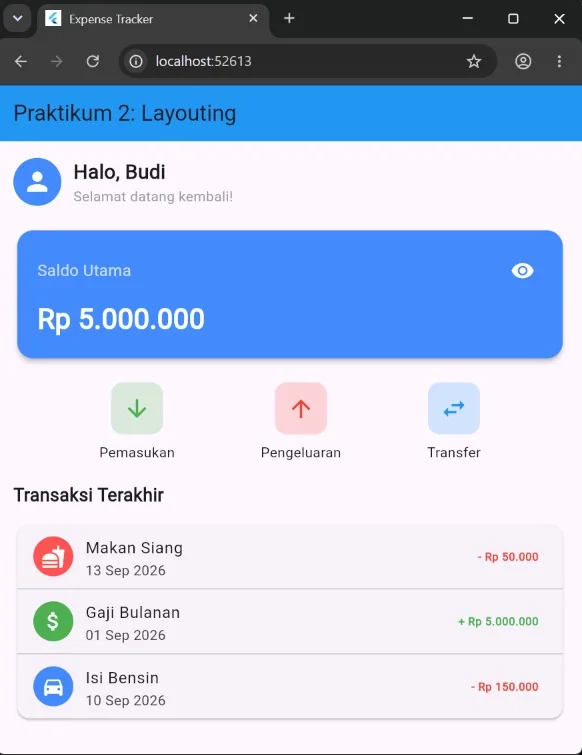 Expense Tracker
localhost:52613
Praktikum 2: Layouting
Halo, Budi
Selamat datang kembali!
Saldo Utama
Rp 5.000.000
Pemasukan
Pengeluaran
Transfer
Transaksi Terakhir
Makan Siang
- Rp 50.000
13 Sep 2026
Gaji Bulanan
+ Rp 5.000.000
01 Sep 2026
Isi Bensin
- Rp 150.000
10 Sep 2026